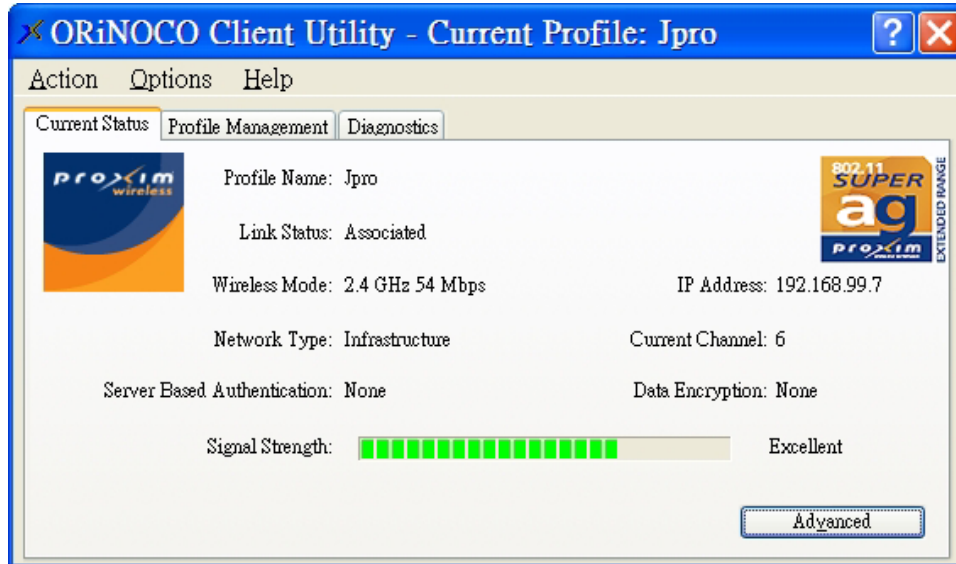 ORiNOCO Client Utility - Current Profile: Jpro
Action Options Help
Current Status Profile Management Diagnostics
proxim
wireless
Profile Name: Jpro
802.11
SUPER
ag
proxim
EXTENDED RANGE
Link Status: Associated
Wireless Mode: 2.4 GHz 54 Mbps IP Address: 192.168.99.7
Network Type: Infrastructure Current Channel: 6
Server Based Authentication: None Data Encryption: None
Signal Strength: Excellent
Advanced